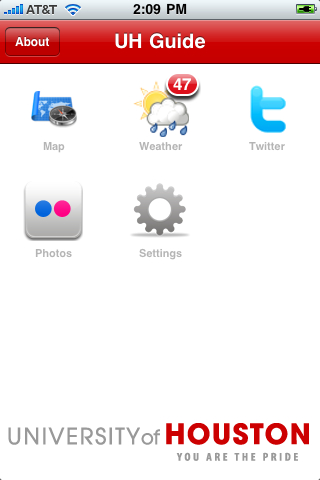 AT&T 2:09 PM
About UH Guide
47
Map Weather Twitter
Photos Settings
UNIVERSITY of HOUSTON
YOU ARE THE PRIDE